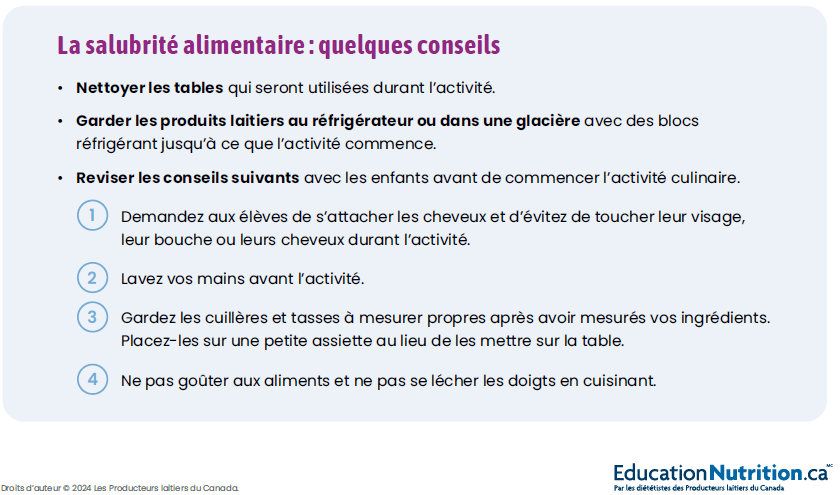 La salubrité alimentaire : quelques conseils
• Nettoyer les tables qui seront utilisées durant l’activité.
• Garder les produits laitiers au réfrigérateur ou dans une glacière avec des blocs
réfrigérant jusqu’à ce que l’activité commence.
• Reviser les conseils suivants avec les enfants avant de commencer l’activité culinaire.
1 Demandez aux élèves de s’attacher les cheveux et d’évitez de toucher leur visage,
leur bouche ou leurs cheveux durant l’activité.
2 Lavez vos mains avant l’activité.
3 Gardez les cuillères et tasses à mesurer propres après avoir mesurés vos ingrédients.
Placez-les sur une petite assiette au lieu de les mettre sur la table.
4 Ne pas goûter aux aliments et ne pas se lécher les doigts en cuisinant.
EducationNutrition.ca MC
Par les diététistes des Producteurs laitiers du Canada
Droits d’auteur © 2024 Les Producteurs laitiers du Canada.